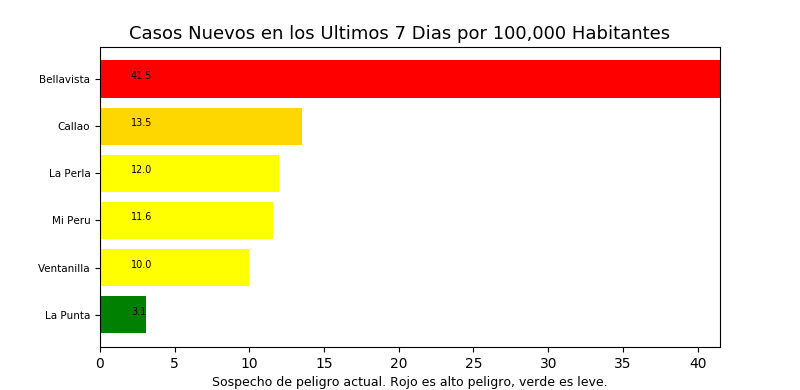 Casos Nuevos en los Ultimos 7 Dias por 100,000 Habitantes
Bellavista 41.5
Callao 13.5
La Perla 12.0
Mi Peru 11.6
Ventanilla 10.0
La Punta 3.1
0 5 10 15 20 25 30 35 40
Sospecho de peligro actual. Rojo es alto peligro, verde es leve.